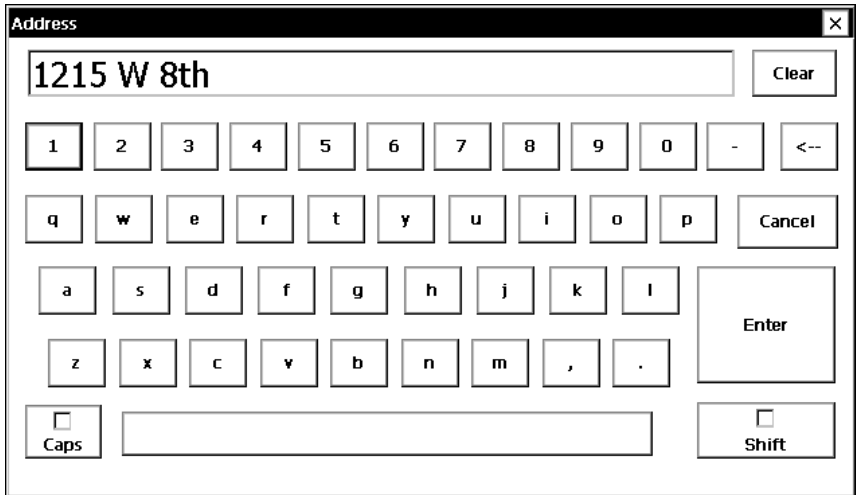 Address
1215 W 8th Clear
1 2 3 4 5 6 7 8 9 0 - <--
q w e r t y u i o p Cancel
a s d f g h j k l Enter
z x c v b n m , .
Caps Shift